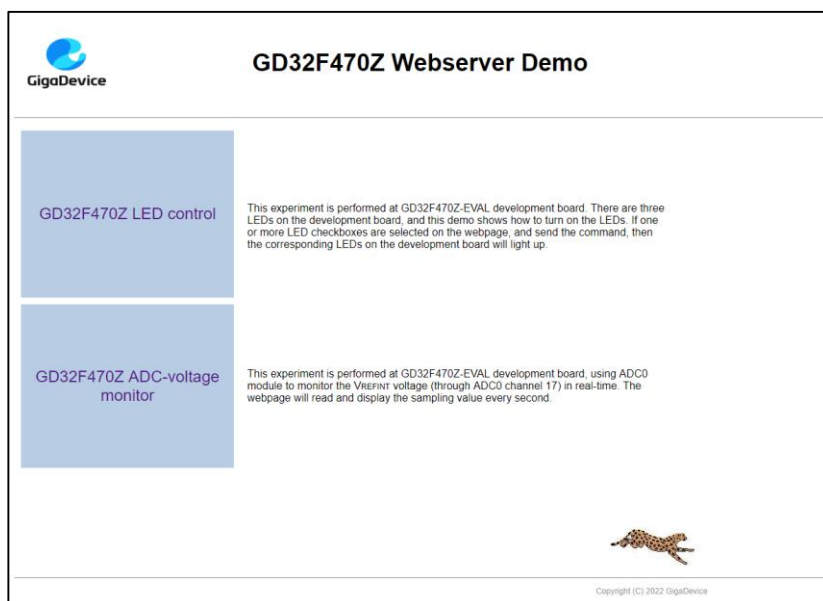 GigaDevice
GD32F470Z Webserver Demo
GD32F470Z LED control
This experiment is performed at GD32F470Z-EVAL development board. There are three
LEDs on the development board, and this demo shows how to turn on the LEDs. If one
or more LED checkboxes are selected on the webpage, and send the command, then
the corresponding LEDs on the development board will light up.
GD32F470Z ADC-voltage
monitor
This experiment is performed at GD32F470Z-EVAL development board, using ADC0
module to monitor the VREFINT voltage (through ADC0 channel 17) in real-time. The
webpage will read and display the sampling value every second.
Copyright (C) 2022 GigaDevice